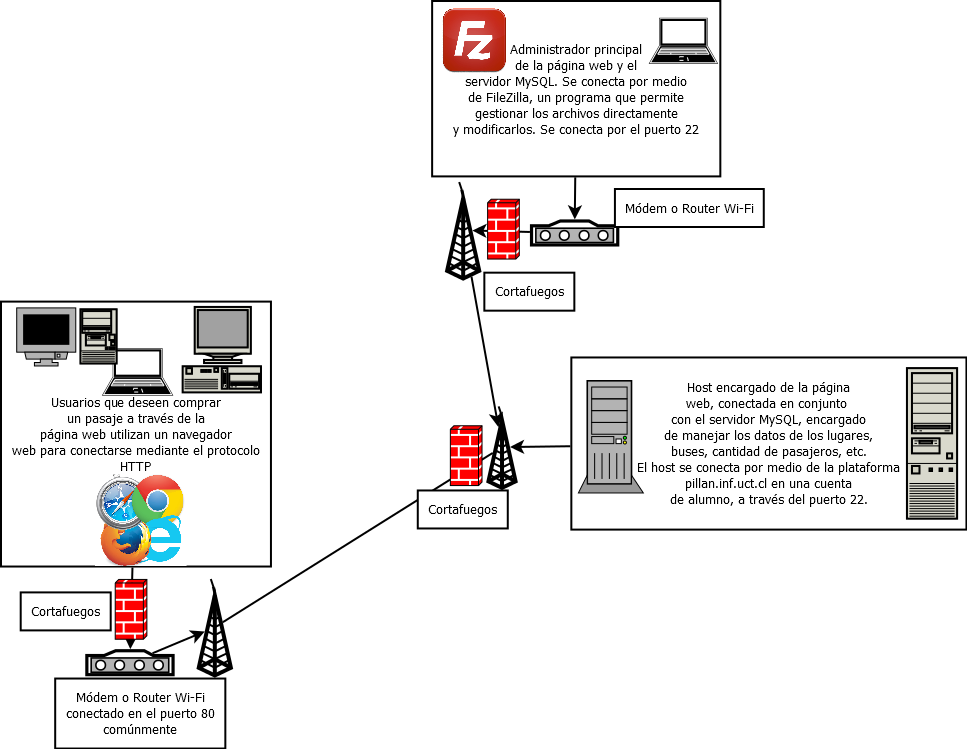 Fz
Administrador principal
de la página web y el
servidor MySQL. Se conecta por medio
de FileZilla, un programa que permite
gestionar los archivos directamente
y modificarlos. Se conecta por el puerto 22
Módem o Router Wi-Fi
Cortafuegos
Usuarios que deseen comprar
un pasaje a través de la
página web utilizan un navegador
web para conectarse mediante el protocolo
HTTP
Host encargado de la página
web, conectada en conjunto
con el servidor MySQL, encargado
de manejar los datos de los lugares,
buses, cantidad de pasajeros, etc.
El host se conecta por medio de la plataforma
pillan.inf.uct.cl en una cuenta
de alumno, a través del puerto 22.
Cortafuegos
Cortafuegos
Módem o Router Wi-Fi
conectado en el puerto 80
comúnmente